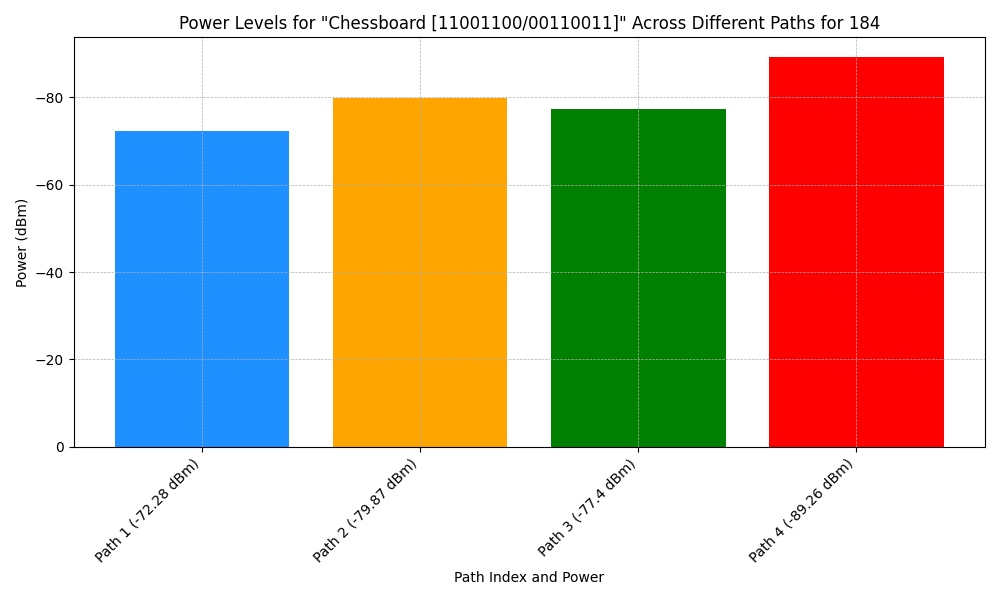 Power Levels for "Chessboard [11001100/00110011]" Across Different Paths for 184
Power (dBm)
−80
−60
−40
−20
0
Path 1 (-72.28 dBm)
Path 2 (-79.87 dBm)
Path 3 (-77.4 dBm)
Path 4 (-89.26 dBm)
Path Index and Power